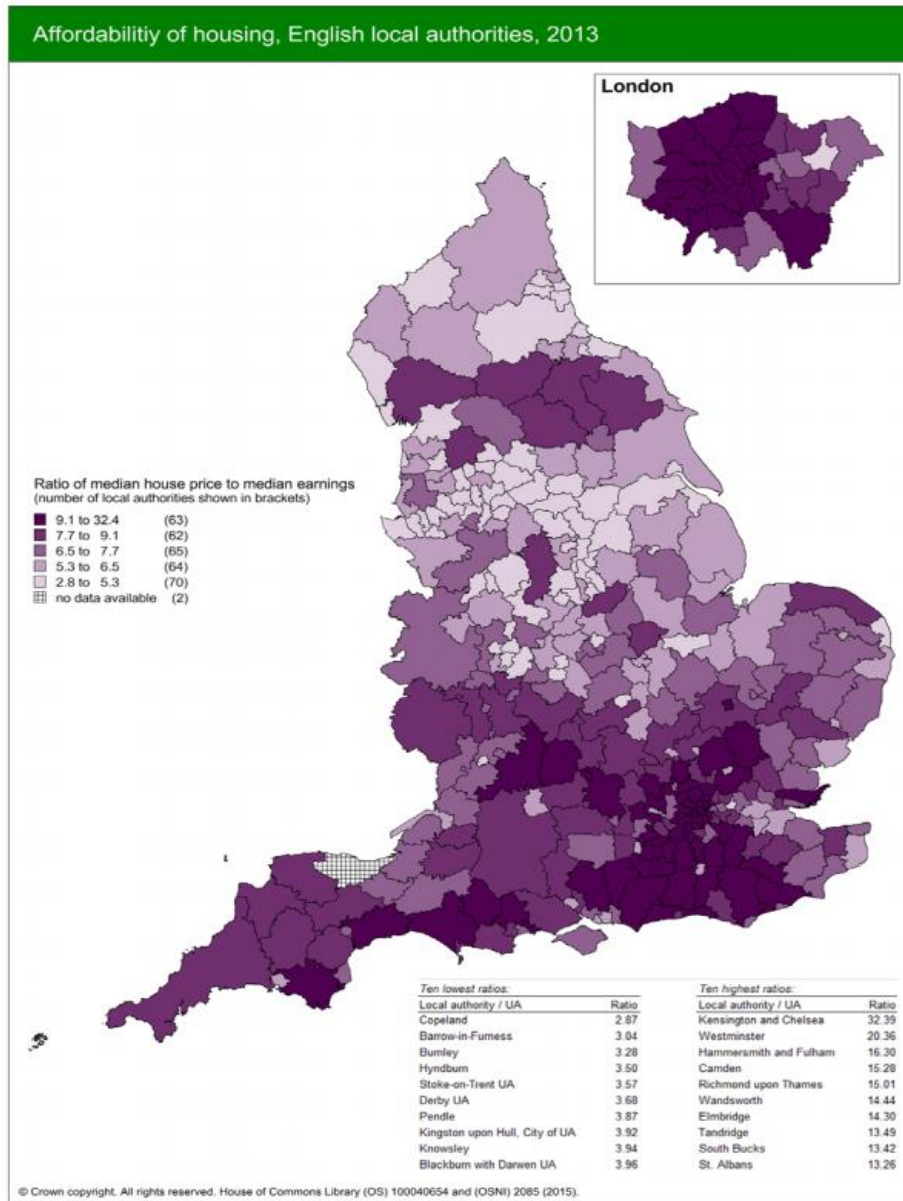 Affordabilitiy of housing, English local authorities, 2013
London
Ratio of median house price to median earnings
(number of local authorities shown in brackets)
9.1 to 32.4 (63)
7.7 to 9.1 (62)
6.5 to 7.7 (65)
5.3 to 6.5 (64)
2.8 to 5.3 (70)
no data available (2)
Ten lowest ratios:
Local authority / UA Ratio
Copeland 2.87
Barrow-in-Furness 3.04
Burnley 3.28
Hyndburn 3.50
Stoke-on-Trent UA 3.57
Derby UA 3.68
Pendle 3.87
Kingston upon Hull, City of UA 3.92
Knowsley 3.94
Blackburn with Darwen UA 3.96
Ten highest ratios:
Local authority / UA Ratio
Kensington and Chelsea 32.39
Westminster 20.36
Hammersmith and Fulham 16.30
Camden 15.28
Richmond upon Thames 15.01
Wandsworth 14.44
Elmbridge 14.30
Tandridge 13.49
South Bucks 13.42
St. Albans 13.26
© Crown copyright. All rights reserved. House of Commons Library (OS) 100040654 and (OSNI) 2085 (2015).